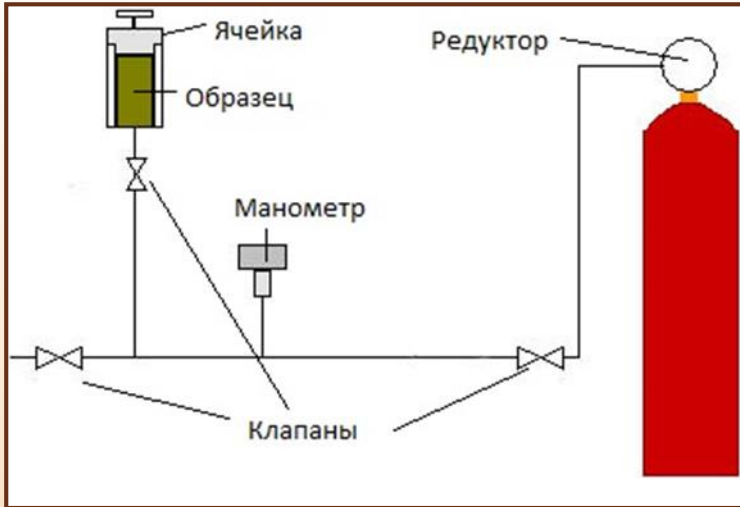 Ячейка
Редуктор
Образец
Манометр
Клапаны